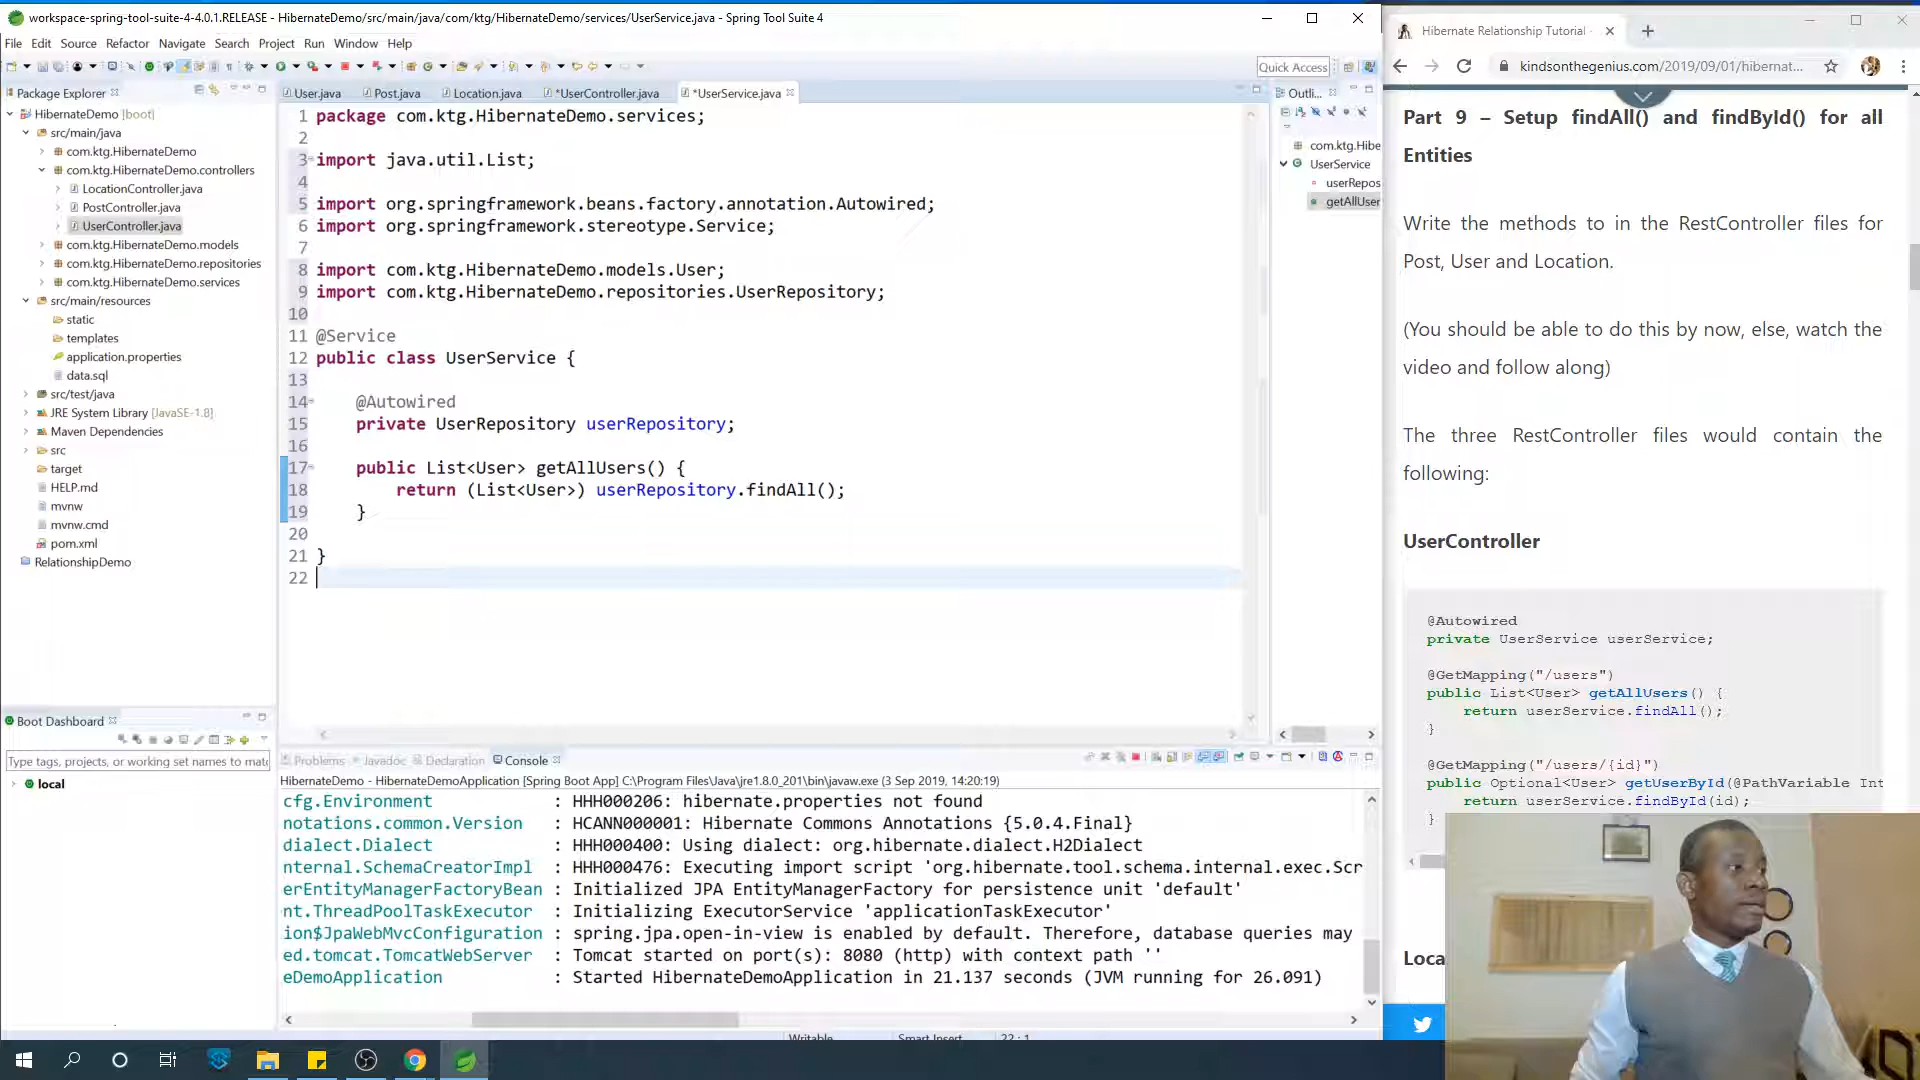 workspace-spring-tool-suite-4-4.0.1.RELEASE - HibernateDemo/src/main/java/com/ktg/HibernateDemo/services/UserService.java - Spring Tool Suite 4
File Edit Source Refactor Navigate Search Project Run Window Help
Quick Access
Package Explorer
HibernateDemo [boot]
src/main/java
com.ktg.HibernateDemo
com.ktg.HibernateDemo.controllers
LocationController.java
PostController.java
UserController.java
com.ktg.HibernateDemo.models
com.ktg.HibernateDemo.repositories
com.ktg.HibernateDemo.services
src/main/resources
static
templates
application.properties
data.sql
src/test/java
JRE System Library [JavaSE-1.8]
Maven Dependencies
src
target
HELP.md
mvnw
mvnw.cmd
pom.xml
RelationshipDemo
Boot Dashboard
Type tags, projects, or working set names to mat
local
User.java Post.java Location.java *UserController.java *UserService.java
1 package com.ktg.HibernateDemo.services;
2
3 import java.util.List;
4
5 import org.springframework.beans.factory.annotation.Autowired;
6 import org.springframework.stereotype.Service;
7
8 import com.ktg.HibernateDemo.models.User;
9 import com.ktg.HibernateDemo.repositories.UserRepository;
10
11 @Service
12 public class UserService {
13
14 @Autowired
15 private UserRepository userRepository;
16
17 public List<User> getAllUsers() {
18 return (List<User>) userRepository.findAll();
19 }
20
21 }
22
Outli...
com.ktg.Hibe
UserService
userRepos
getAllUser
Problems Javadoc Declaration Console
HibernateDemo - HibernateDemoApplication [Spring Boot App] C:\Program Files\Java\jre1.8.0_201\bin\javaw.exe (3 Sep 2019, 14:20:19)
cfg.Environment : HHH000206: hibernate.properties not found
notations.common.Version : HCANN000001: Hibernate Commons Annotations {5.0.4.Final}
dialect.Dialect : HHH000400: Using dialect: org.hibernate.dialect.H2Dialect
nternal.SchemaCreatorImpl : HHH000476: Executing import script 'org.hibernate.tool.schema.internal.exec.Scr
erEntityManagerFactoryBean : Initialized JPA EntityManagerFactory for persistence unit 'default'
nt.ThreadPoolTaskExecutor : Initializing ExecutorService 'applicationTaskExecutor'
ion$JpaWebMvcConfiguration : spring.jpa.open-in-view is enabled by default. Therefore, database queries may
ed.tomcat.TomcatWebServer : Tomcat started on port(s): 8080 (http) with context path ''
eDemoApplication : Started HibernateDemoApplication in 21.137 seconds (JVM running for 26.091)
Writable Smart Insert 22 : 1
Hibernate Relationship Tutorial
kindsonthegenius.com/2019/09/01/hibernat...
Part 9 – Setup findAll() and findById() for all
Entities
Write the methods to in the RestController files for
Post, User and Location.
(You should be able to do this by now, else, watch the
video and follow along)
The three RestController files would contain the
following:
UserController
@Autowired
private UserService userService;
@GetMapping("/users")
public List<User> getAllUsers() {
return userService.findAll();
}
@GetMapping("/users/{id}")
public Optional<User> getUserById(@PathVariable Int
return userService.findById(id);
}
Loca